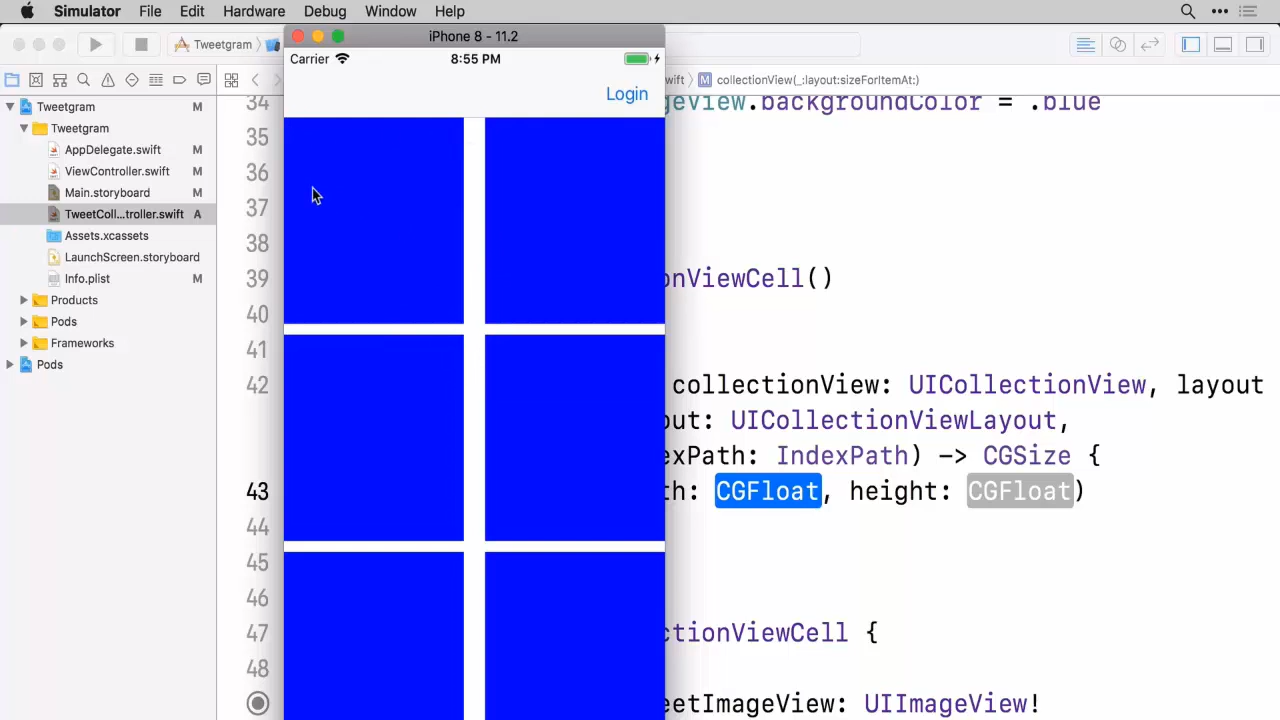 Simulator File Edit Hardware Debug Window Help
Tweetgram
iPhone 8 - 11.2
Carrier 8:55 PM
Login
collectionView(_:layout:sizeForItemAt:)
Tweetgram M
Tweetgram
AppDelegate.swift M
ViewController.swift M
Main.storyboard M
TweetColl...troller.swift A
Assets.xcassets
LaunchScreen.storyboard
Info.plist M
Products
Pods
Frameworks
Pods
34 geView.backgroundColor = .blue
35
36
37
38
39 onViewCell()
40
41
42 collectionView: UICollectionView, layout
out: UICollectionViewLayout,
exPath: IndexPath) -> CGSize {
43 th: CGFloat, height: CGFloat)
44
45
46
47 ctionViewCell {
48
eetImageView: UIImageView!